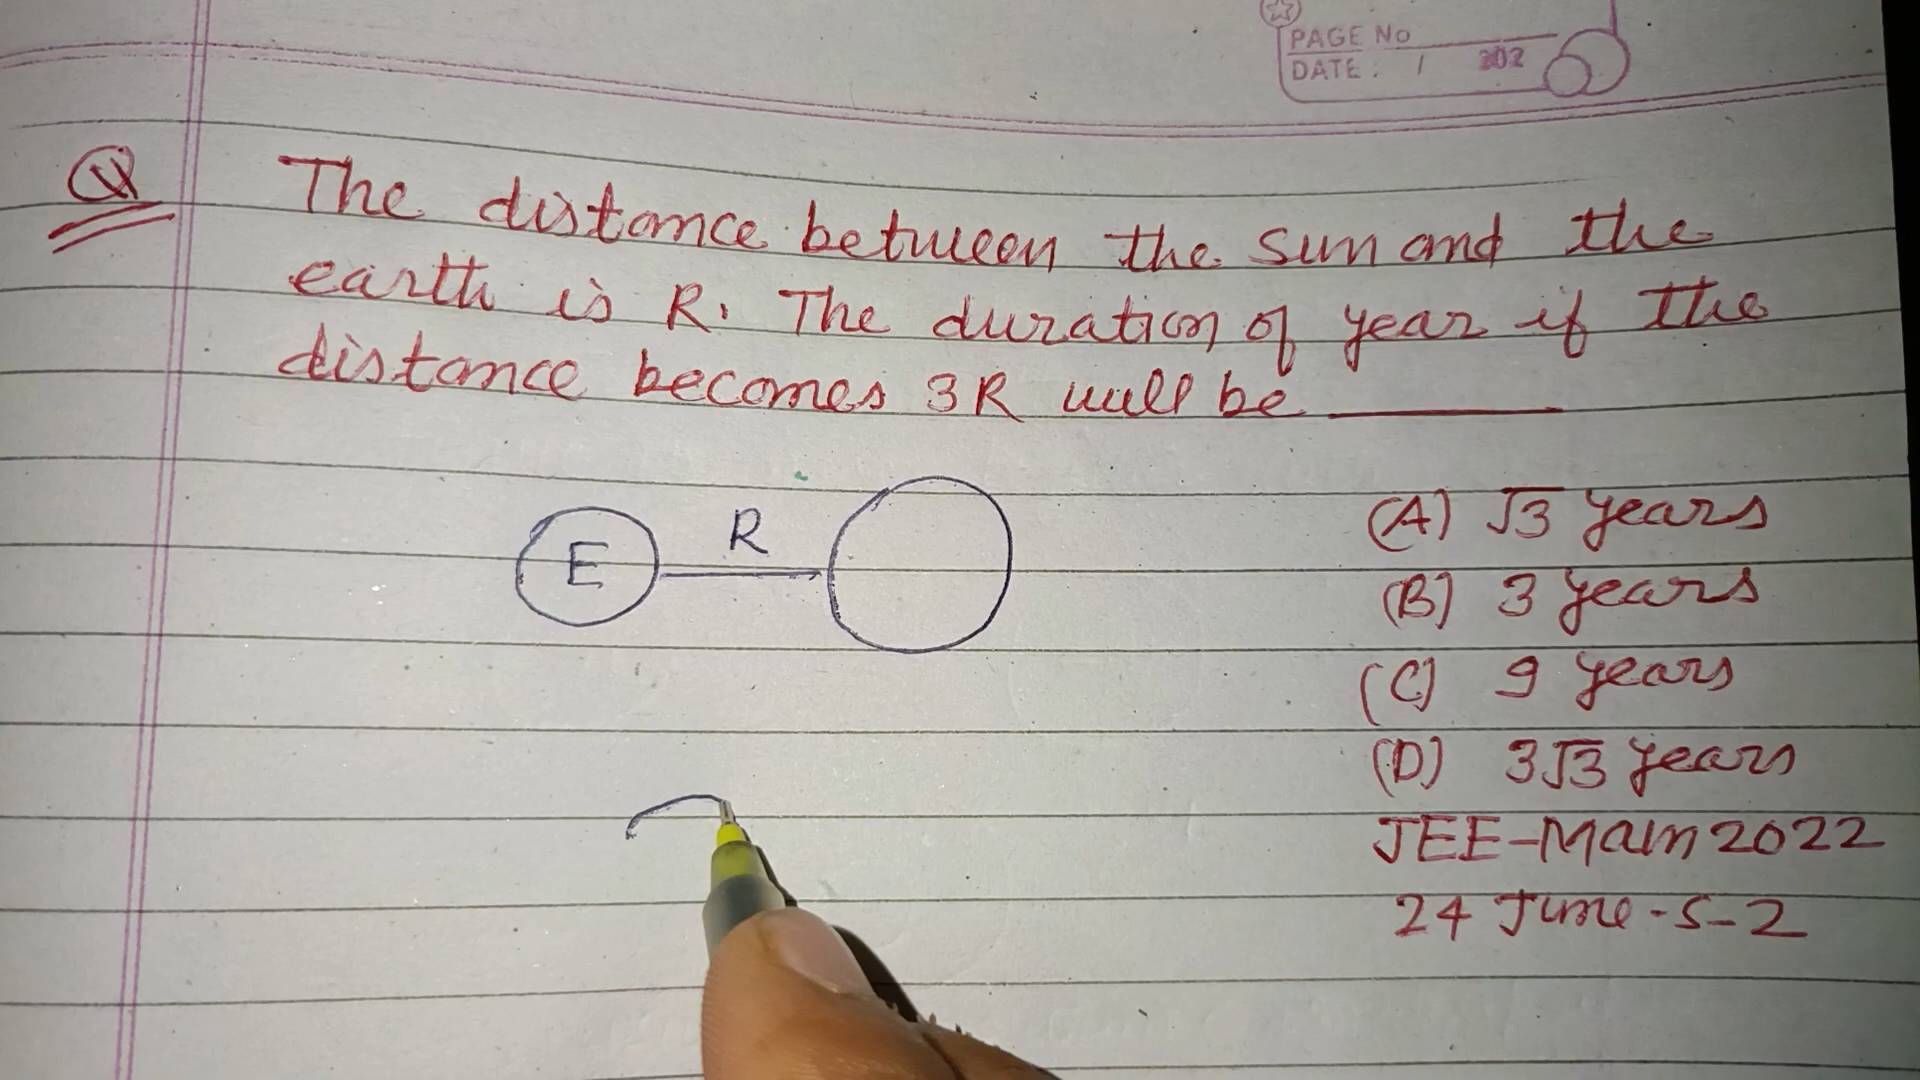 PAGE No
DATE : / 202
Q The distance between the sun and the
earth is R. The duration of year if the
distance becomes 3R will be
E R
(A) √3 years
(B) 3 years
(C) 9 years
(D) 3√3 years
JEE-Main 2022
24 June-S-2